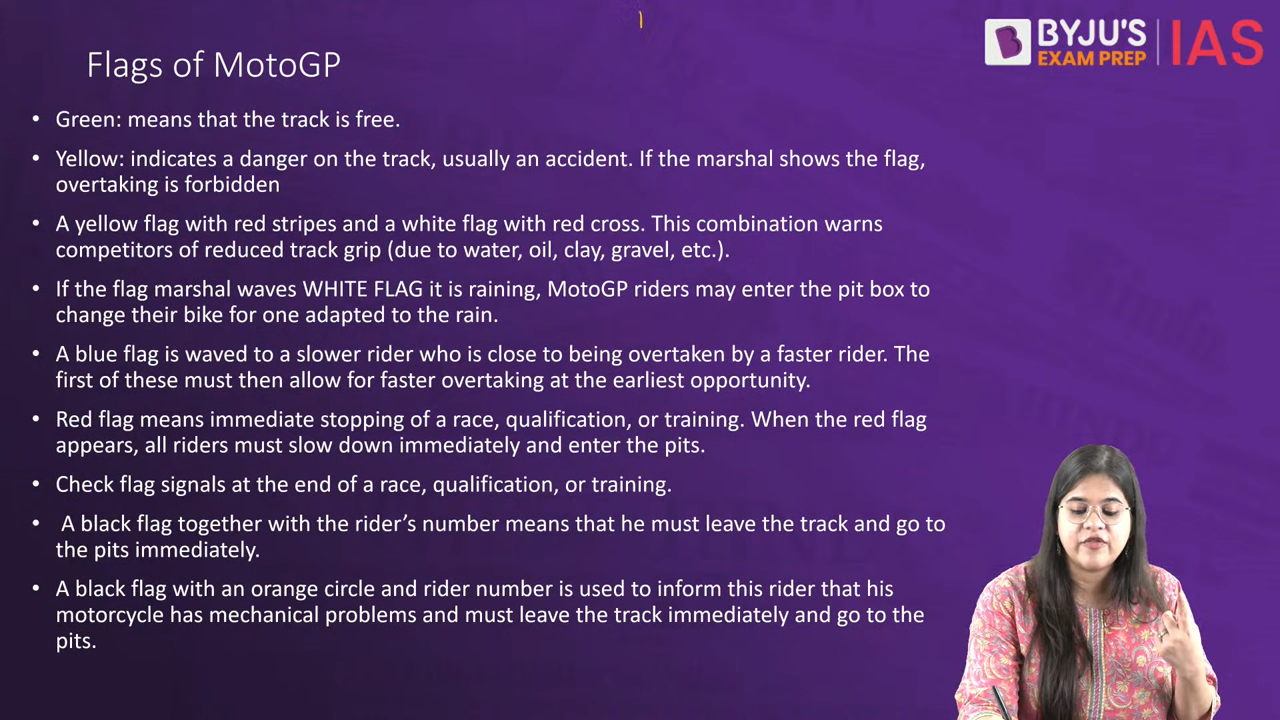 BYJU'S
EXAM PREP
IAS
Flags of MotoGP
• Green: means that the track is free.
• Yellow: indicates a danger on the track, usually an accident. If the marshal shows the flag,
overtaking is forbidden
• A yellow flag with red stripes and a white flag with red cross. This combination warns
competitors of reduced track grip (due to water, oil, clay, gravel, etc.).
• If the flag marshal waves WHITE FLAG it is raining, MotoGP riders may enter the pit box to
change their bike for one adapted to the rain.
• A blue flag is waved to a slower rider who is close to being overtaken by a faster rider. The
first of these must then allow for faster overtaking at the earliest opportunity.
• Red flag means immediate stopping of a race, qualification, or training. When the red flag
appears, all riders must slow down immediately and enter the pits.
• Check flag signals at the end of a race, qualification, or training.
• A black flag together with the rider’s number means that he must leave the track and go to
the pits immediately.
• A black flag with an orange circle and rider number is used to inform this rider that his
motorcycle has mechanical problems and must leave the track immediately and go to the
pits.